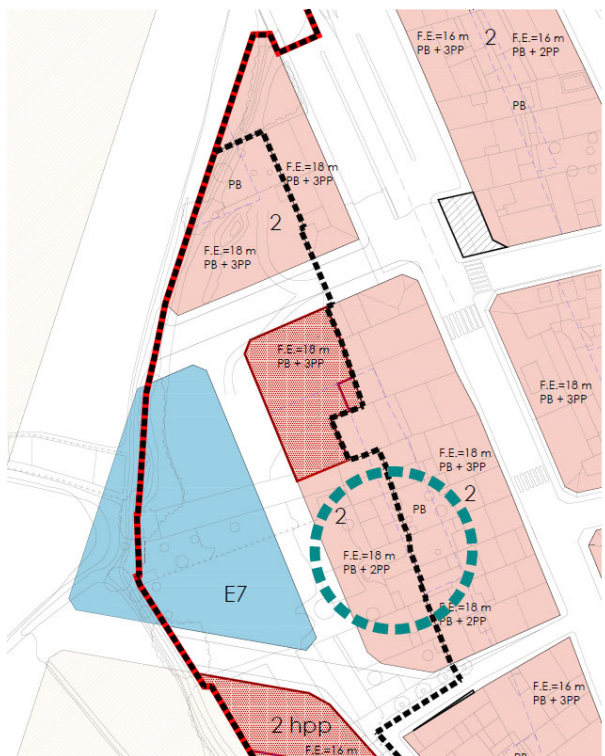 F.E.=16 m
PB + 3PP
2
F.E.=16 m
PB + 2PP
PB
F.E.=18 m
PB + 3PP
PB
2
F.E.=18 m
PB + 3PP
F.E.=18 m
PB + 3PP
F.E.=18 m
PB + 3PP
F.E.=18 m
PB + 3PP
2
2
PB
F.E.=18 m
PB + 2PP
E7
F.E.=18 m
PB + 2PP
F.E.=16 m
PB + 3PP
2 hpp
F.E.=16 m
PB